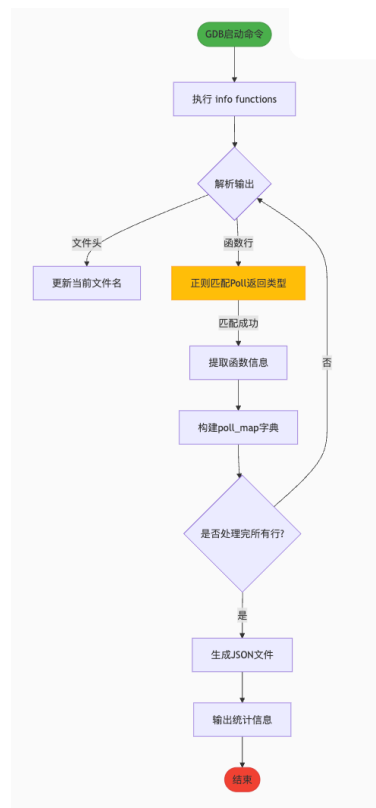 GDB启动命令
执行 info functions
解析输出
文件头
函数行
更新当前文件名
正则匹配Poll返回类型
匹配成功
提取函数信息
否
构建poll_map字典
是否处理完所有行?
是
生成JSON文件
输出统计信息
结束